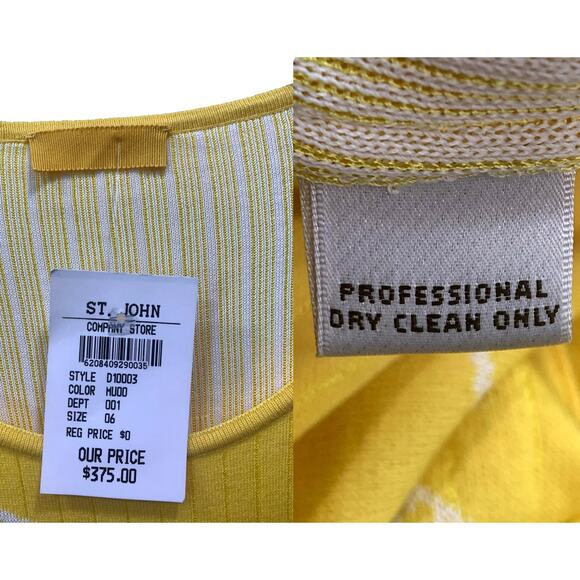 ST. JOHN
COMPANY STORE
6208409290035
STYLE D10003
COLOR MUDD
DEPT 001
SIZE 06
REG PRICE $0
OUR PRICE
$375.00
PROFESSIONAL
DRY CLEAN ONLY